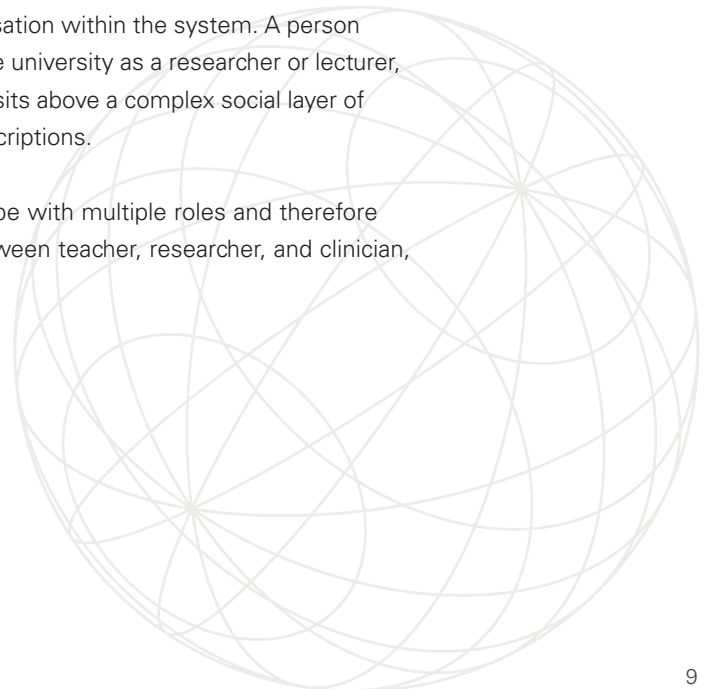 sation within the system. A person
e university as a researcher or lecturer,
sits above a complex social layer of
criptions.
be with multiple roles and therefore
ween teacher, researcher, and clinician,
9